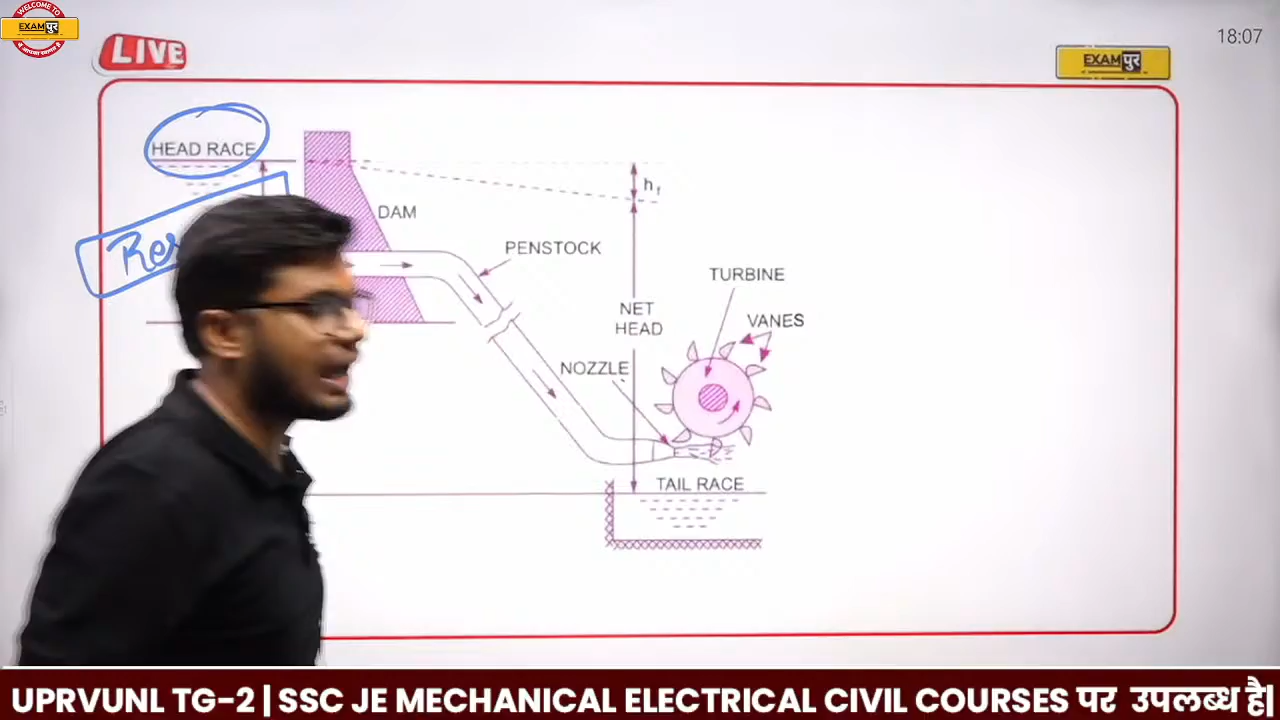 WELCOME TO
EXAMपुर
18:07
LIVE
EXAMपुर
HEAD RACE
hf
DAM
PENSTOCK
TURBINE
NET
HEAD
VANES
NOZZLE
TAIL RACE
UPRVUNL TG-2 | SSC JE MECHANICAL ELECTRICAL CIVIL COURSES पर उपलब्ध है|